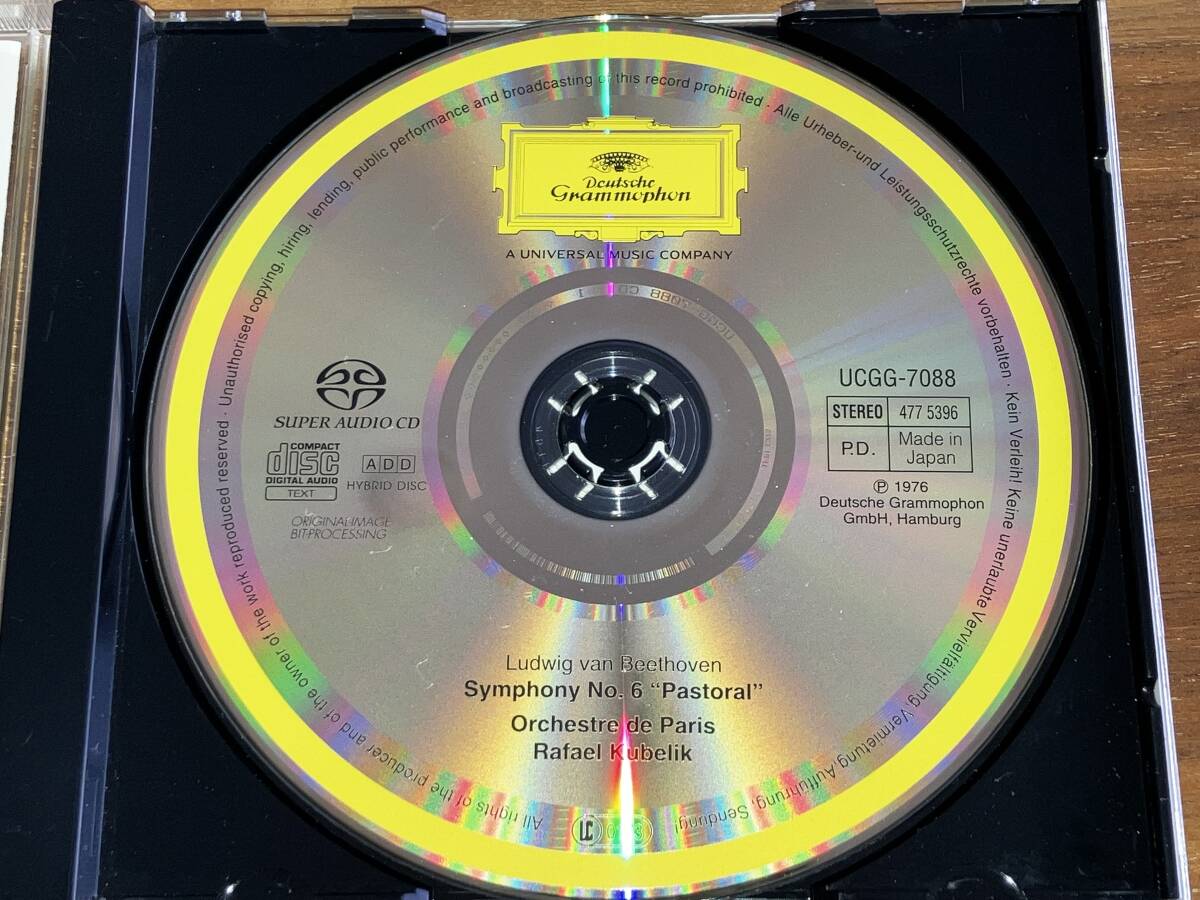 All rights of the producer and of the owner of the work reproduced reserved · Unauthorised copying, hiring, lending, public performance and broadcasting of this record prohibited · Alle Urheber-und Leistungsschutzrechte vorbehalten · Kein Verleih! Keine unerlaubte Vervielfältigung, Vermietung, Aufführung, Sendung!
Deutsche
Grammophon
A UNIVERSAL MUSIC COMPANY
SUPER AUDIO CD
COMPACT
disc
DIGITAL AUDIO
TEXT
ADD
HYBRID DISC
ORIGINAL-IMAGE
BIT-PROCESSING
UCGG-7088
STEREO 477 5396
P.D. Made in
Japan
℗ 1976
Deutsche Grammophon
GmbH, Hamburg
Ludwig van Beethoven
Symphony No. 6 “Pastoral”
Orchestre de Paris
Rafael Kubelik
LC